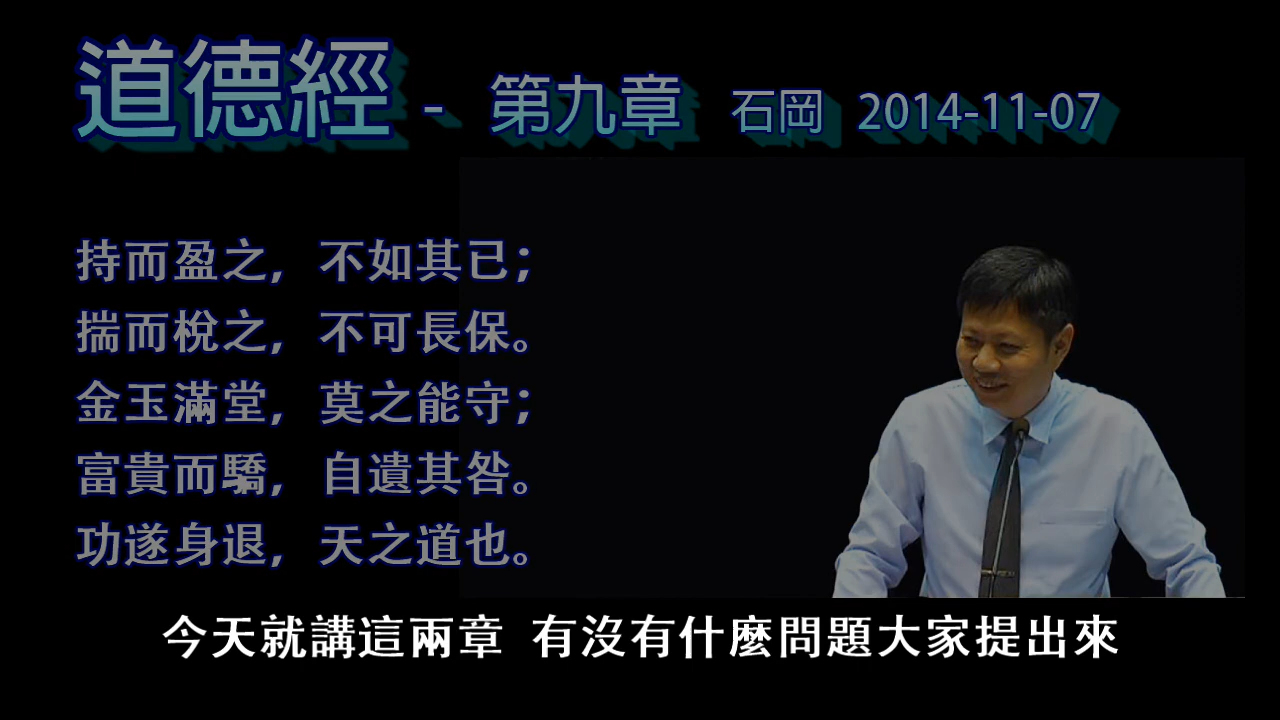 道德經 - 第九章 石岡 2014-11-07
持而盈之，不如其已；
揣而梲之，不可長保。
金玉滿堂，莫之能守；
富貴而驕，自遺其咎。
功遂身退，天之道也。
今天就講這兩章 有沒有什麼問題大家提出來